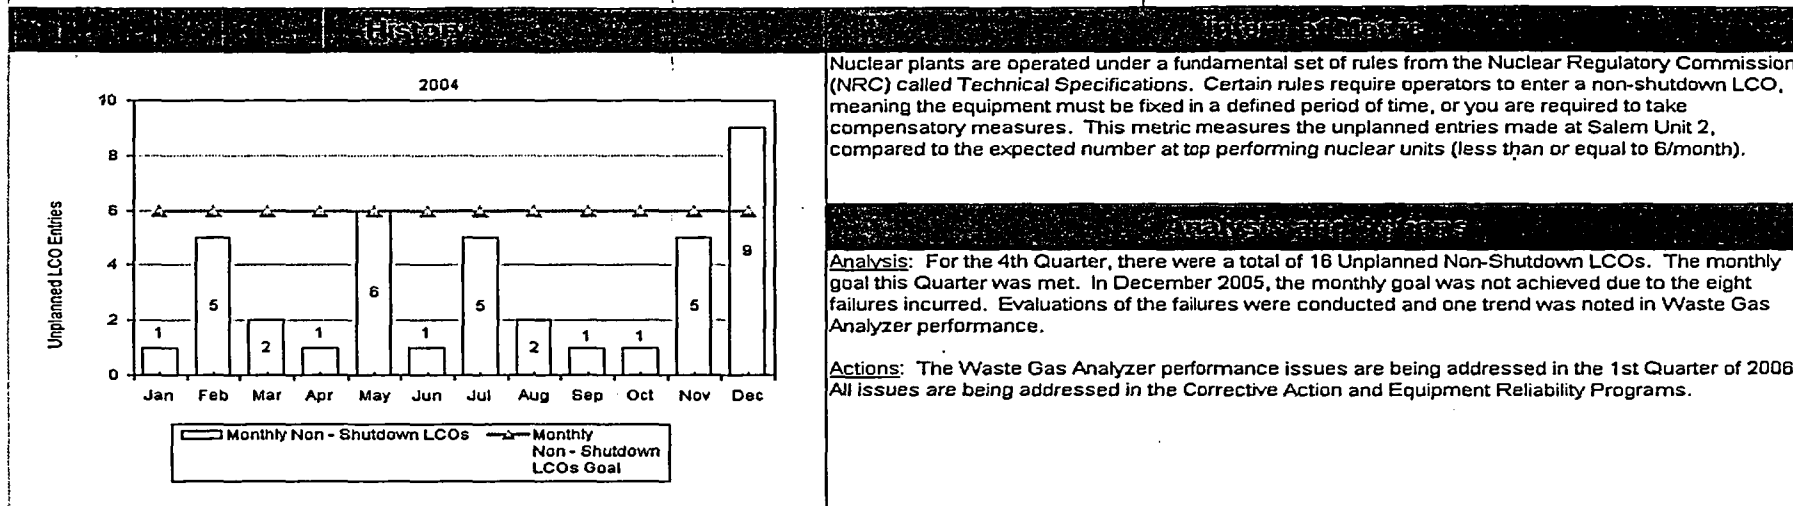 History
2004
Unplanned LCO Entries
10
8
6
4
2
0
1
5
2
1
6
1
5
2
1
1
5
9
Jan Feb Mar Apr May Jun Jul Aug Sep Oct Nov Dec
Monthly Non - Shutdown LCOs
Monthly
Non - Shutdown
LCOs Goal
Intent of Metric
Nuclear plants are operated under a fundamental set of rules from the Nuclear Regulatory Commission
(NRC) called Technical Specifications. Certain rules require operators to enter a non-shutdown LCO,
meaning the equipment must be fixed in a defined period of time, or you are required to take
compensatory measures. This metric measures the unplanned entries made at Salem Unit 2,
compared to the expected number at top performing nuclear units (less than or equal to 6/month).
Analysis and Actions
Analysis: For the 4th Quarter, there were a total of 16 Unplanned Non-Shutdown LCOs. The monthly
goal this Quarter was met. In December 2005, the monthly goal was not achieved due to the eight
failures incurred. Evaluations of the failures were conducted and one trend was noted in Waste Gas
Analyzer performance.
Actions: The Waste Gas Analyzer performance issues are being addressed in the 1st Quarter of 2006
All issues are being addressed in the Corrective Action and Equipment Reliability Programs.